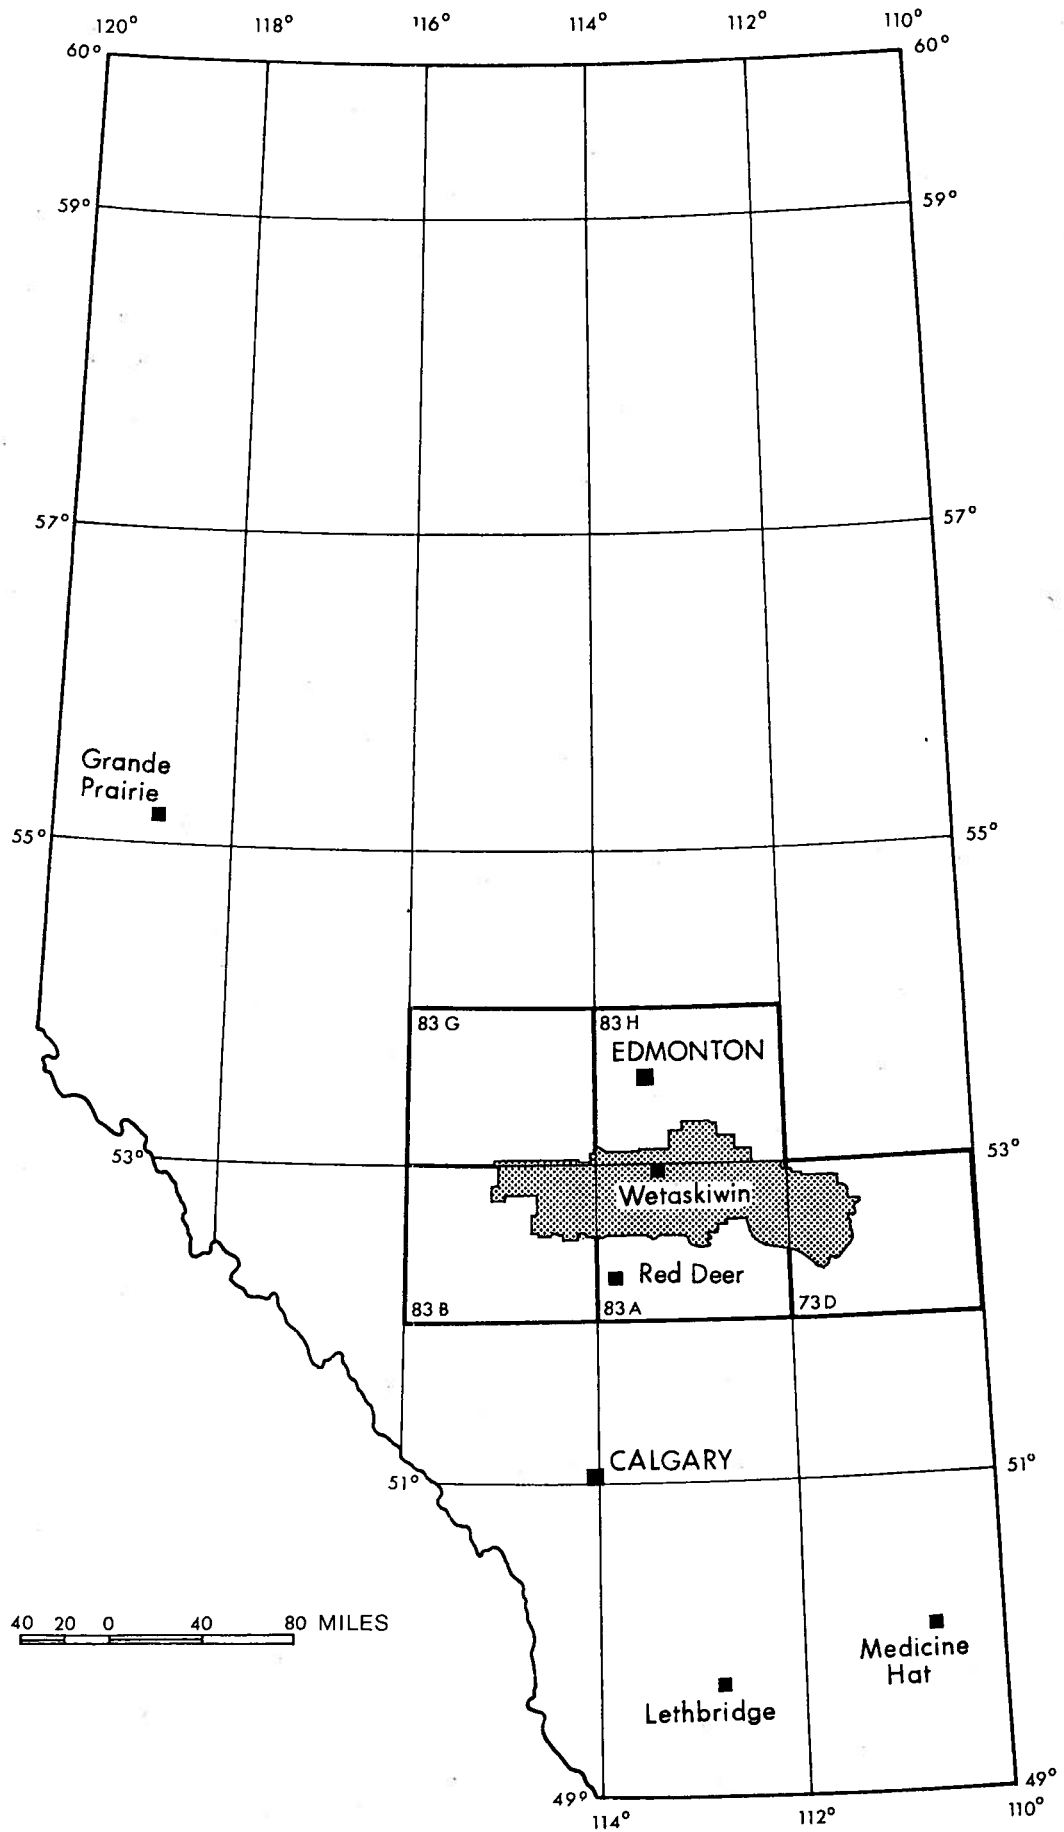 120° 118° 116° 114° 112° 110°
60° 60°
59° 59°
57° 57°
Grande
Prairie
55° 55°
83 G 83 H
EDMONTON
53° 53°
Wetaskiwin
Red Deer
83 B 83 A 73 D
CALGARY
51° 51°
40 20 0 40 80 MILES
Medicine
Hat
Lethbridge
49° 49°
114° 112° 110°